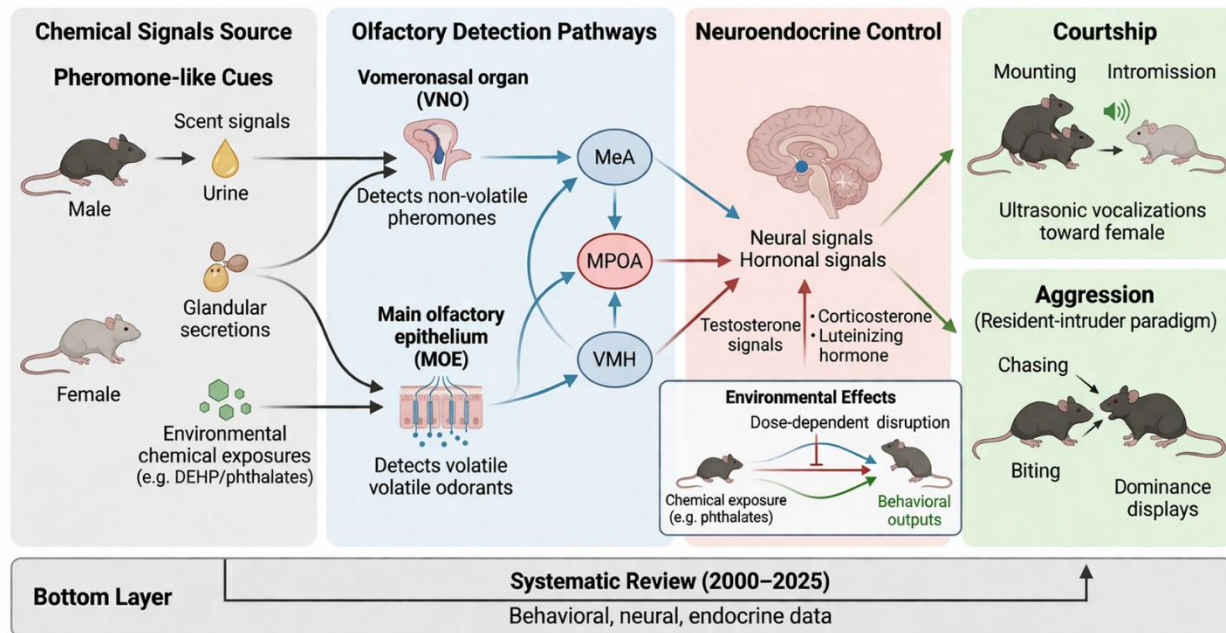 Chemical Signals Source
Pheromone-like Cues
Scent signals
Male
Urine
Glandular
secretions
Female
Environmental
chemical exposures
(e.g. DEHP/phthalates)
Olfactory Detection Pathways
Vomeronasal organ
(VNO)
Detects non-volatile
pheromones
Main olfactory
epithelium
(MOE)
Detects volatile
volatile odorants
MeA
MPOA
VMH
Neuroendocrine Control
Neural signals
Hornonal signals
Testosterone
signals
• Corticosterone
• Luteinizing
hormone
Environmental Effects
Dose-dependent disruption
Chemical exposure
(e.g. phthalates)
Behavioral
outputs
Courtship
Mounting
Intromission
Ultrasonic vocalizations
toward female
Aggression
(Resident-intruder paradigm)
Chasing
Biting
Dominance
displays
Bottom Layer
Systematic Review (2000–2025)
Behavioral, neural, endocrine data